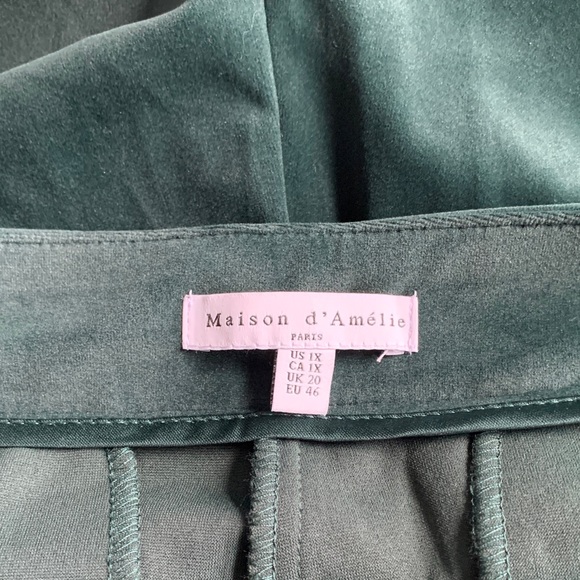 Maison d'Amélie
PARIS
US 1X
CA 1X
UK 20
EU 46